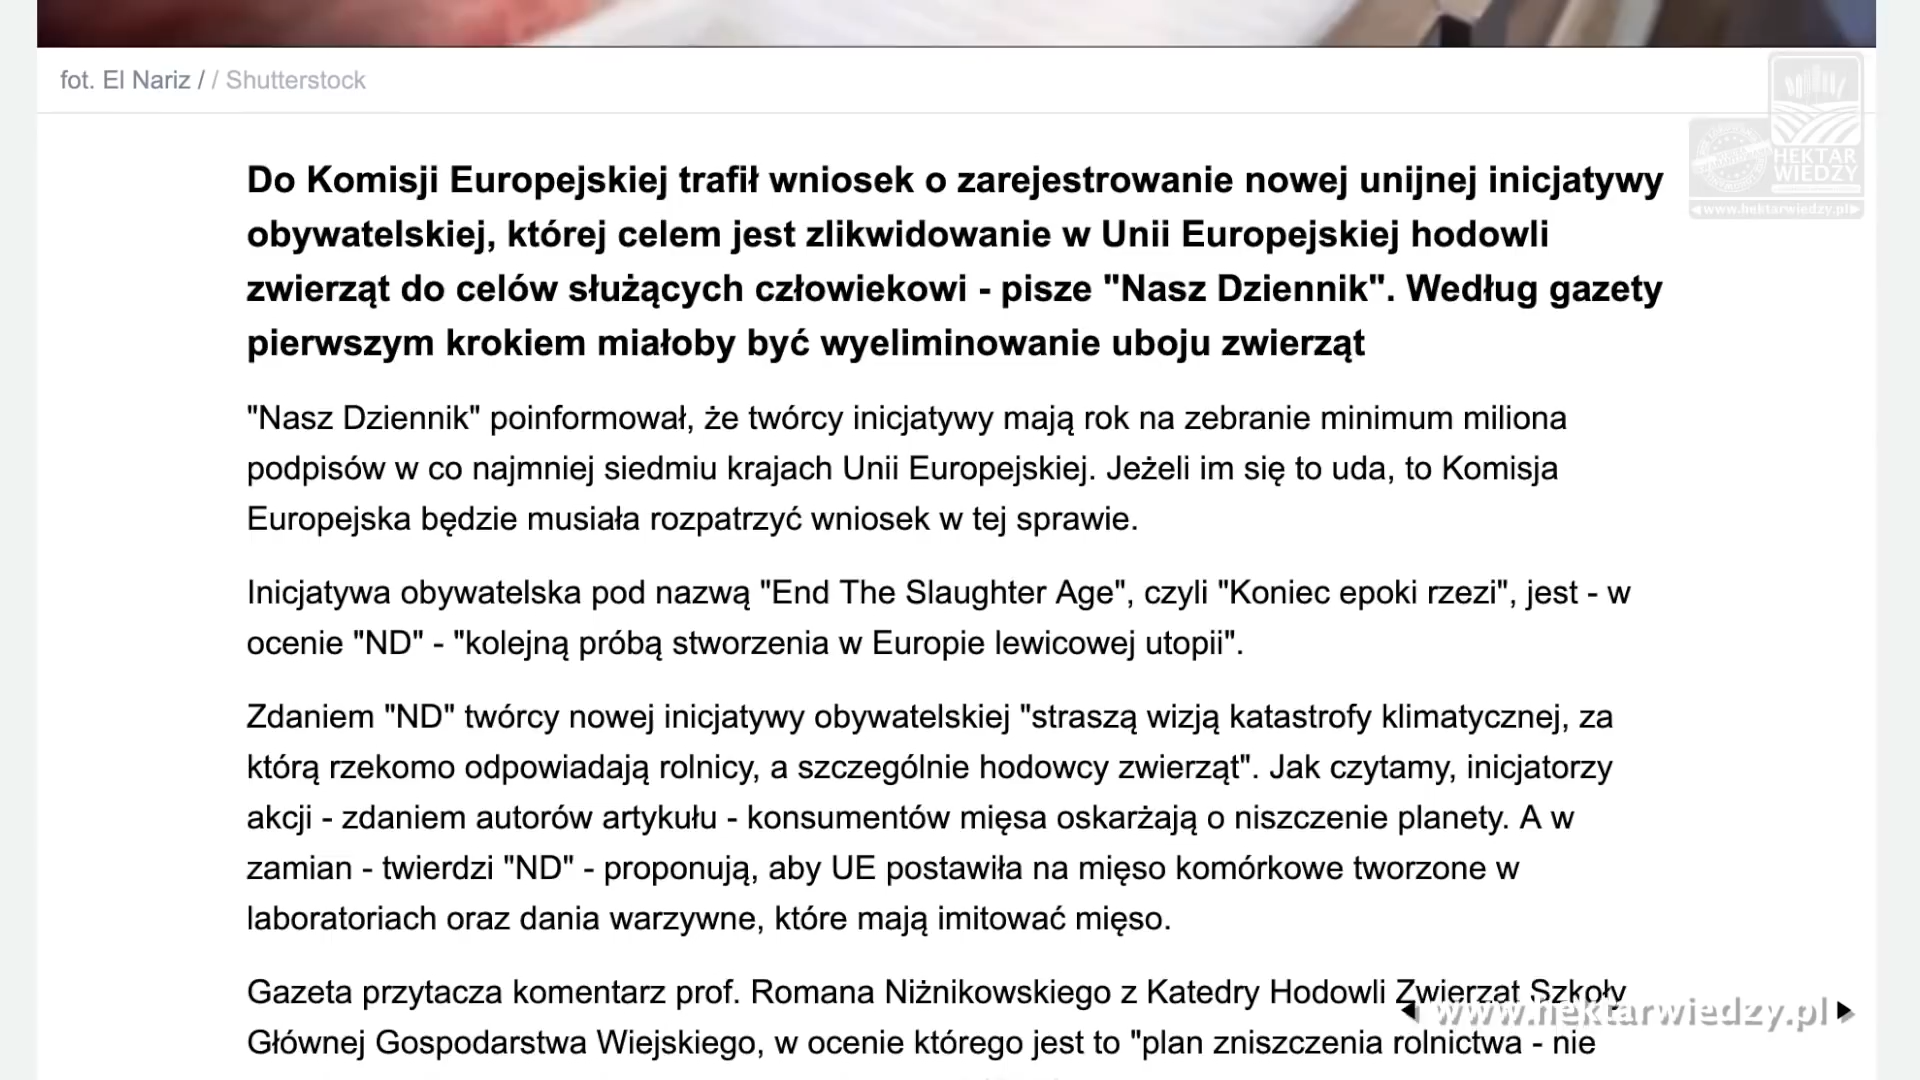 fot. El Nariz / / Shutterstock
HEKTAR
WIEDZY
www.hektarwiedzy.pl
Do Komisji Europejskiej trafił wniosek o zarejestrowanie nowej unijnej inicjatywy
obywatelskiej, której celem jest zlikwidowanie w Unii Europejskiej hodowli
zwierząt do celów służących człowiekowi - pisze "Nasz Dziennik". Według gazety
pierwszym krokiem miałoby być wyeliminowanie uboju zwierząt
"Nasz Dziennik" poinformował, że twórcy inicjatywy mają rok na zebranie minimum miliona
podpisów w co najmniej siedmiu krajach Unii Europejskiej. Jeżeli im się to uda, to Komisja
Europejska będzie musiała rozpatrzyć wniosek w tej sprawie.
Inicjatywa obywatelska pod nazwą "End The Slaughter Age", czyli "Koniec epoki rzezi", jest - w
ocenie "ND" - "kolejną próbą stworzenia w Europie lewicowej utopii".
Zdaniem "ND" twórcy nowej inicjatywy obywatelskiej "straszą wizją katastrofy klimatycznej, za
którą rzekomo odpowiadają rolnicy, a szczególnie hodowcy zwierząt". Jak czytamy, inicjatorzy
akcji - zdaniem autorów artykułu - konsumentów mięsa oskarżają o niszczenie planety. A w
zamian - twierdzi "ND" - proponują, aby UE postawiła na mięso komórkowe tworzone w
laboratoriach oraz dania warzywne, które mają imitować mięso.
Gazeta przytacza komentarz prof. Romana Niżnikowskiego z Katedry Hodowli Zwierząt Szkoły
Głównej Gospodarstwa Wiejskiego, w ocenie którego jest to "plan zniszczenia rolnictwa - nie
www.hektarwiedzy.pl